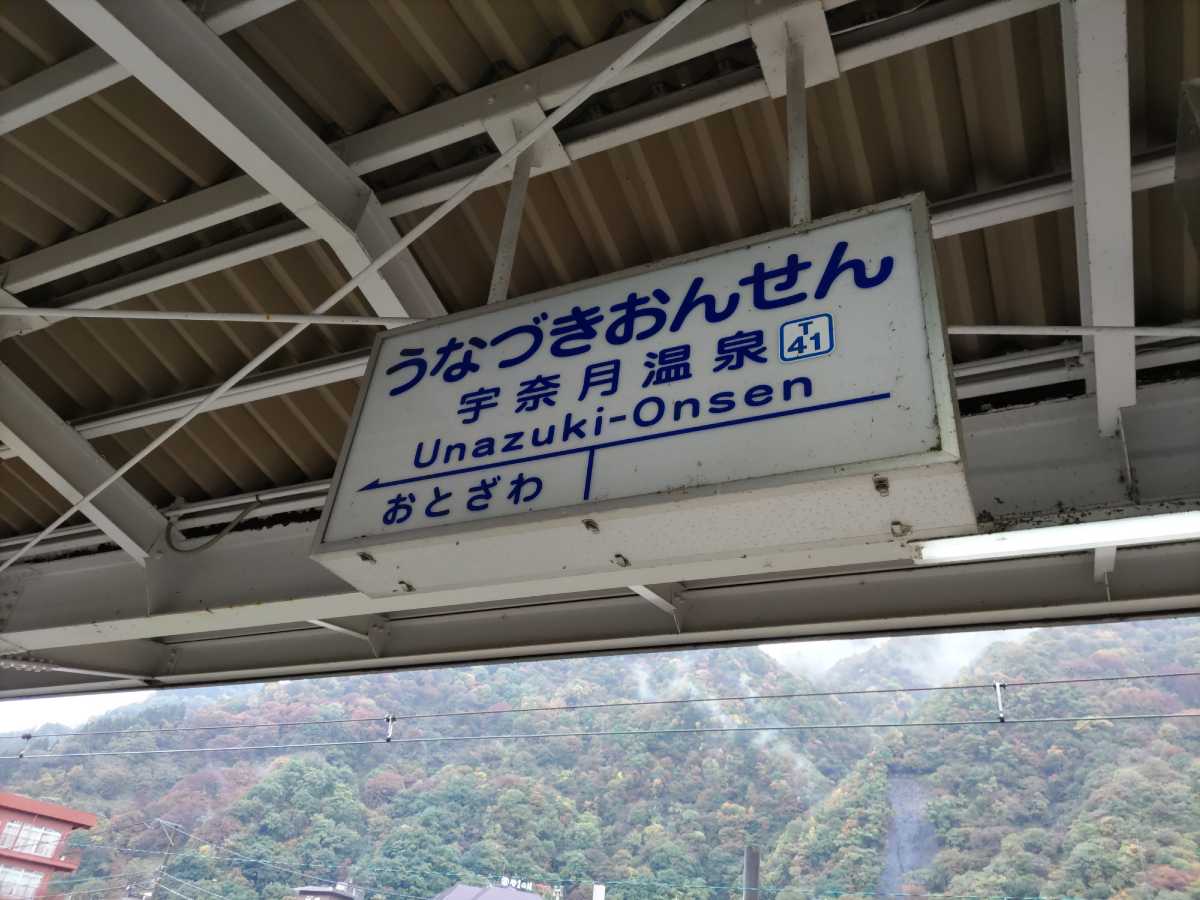 うなづきおんせん
宇奈月温泉 T 41
Unazuki-Onsen
おとざわ